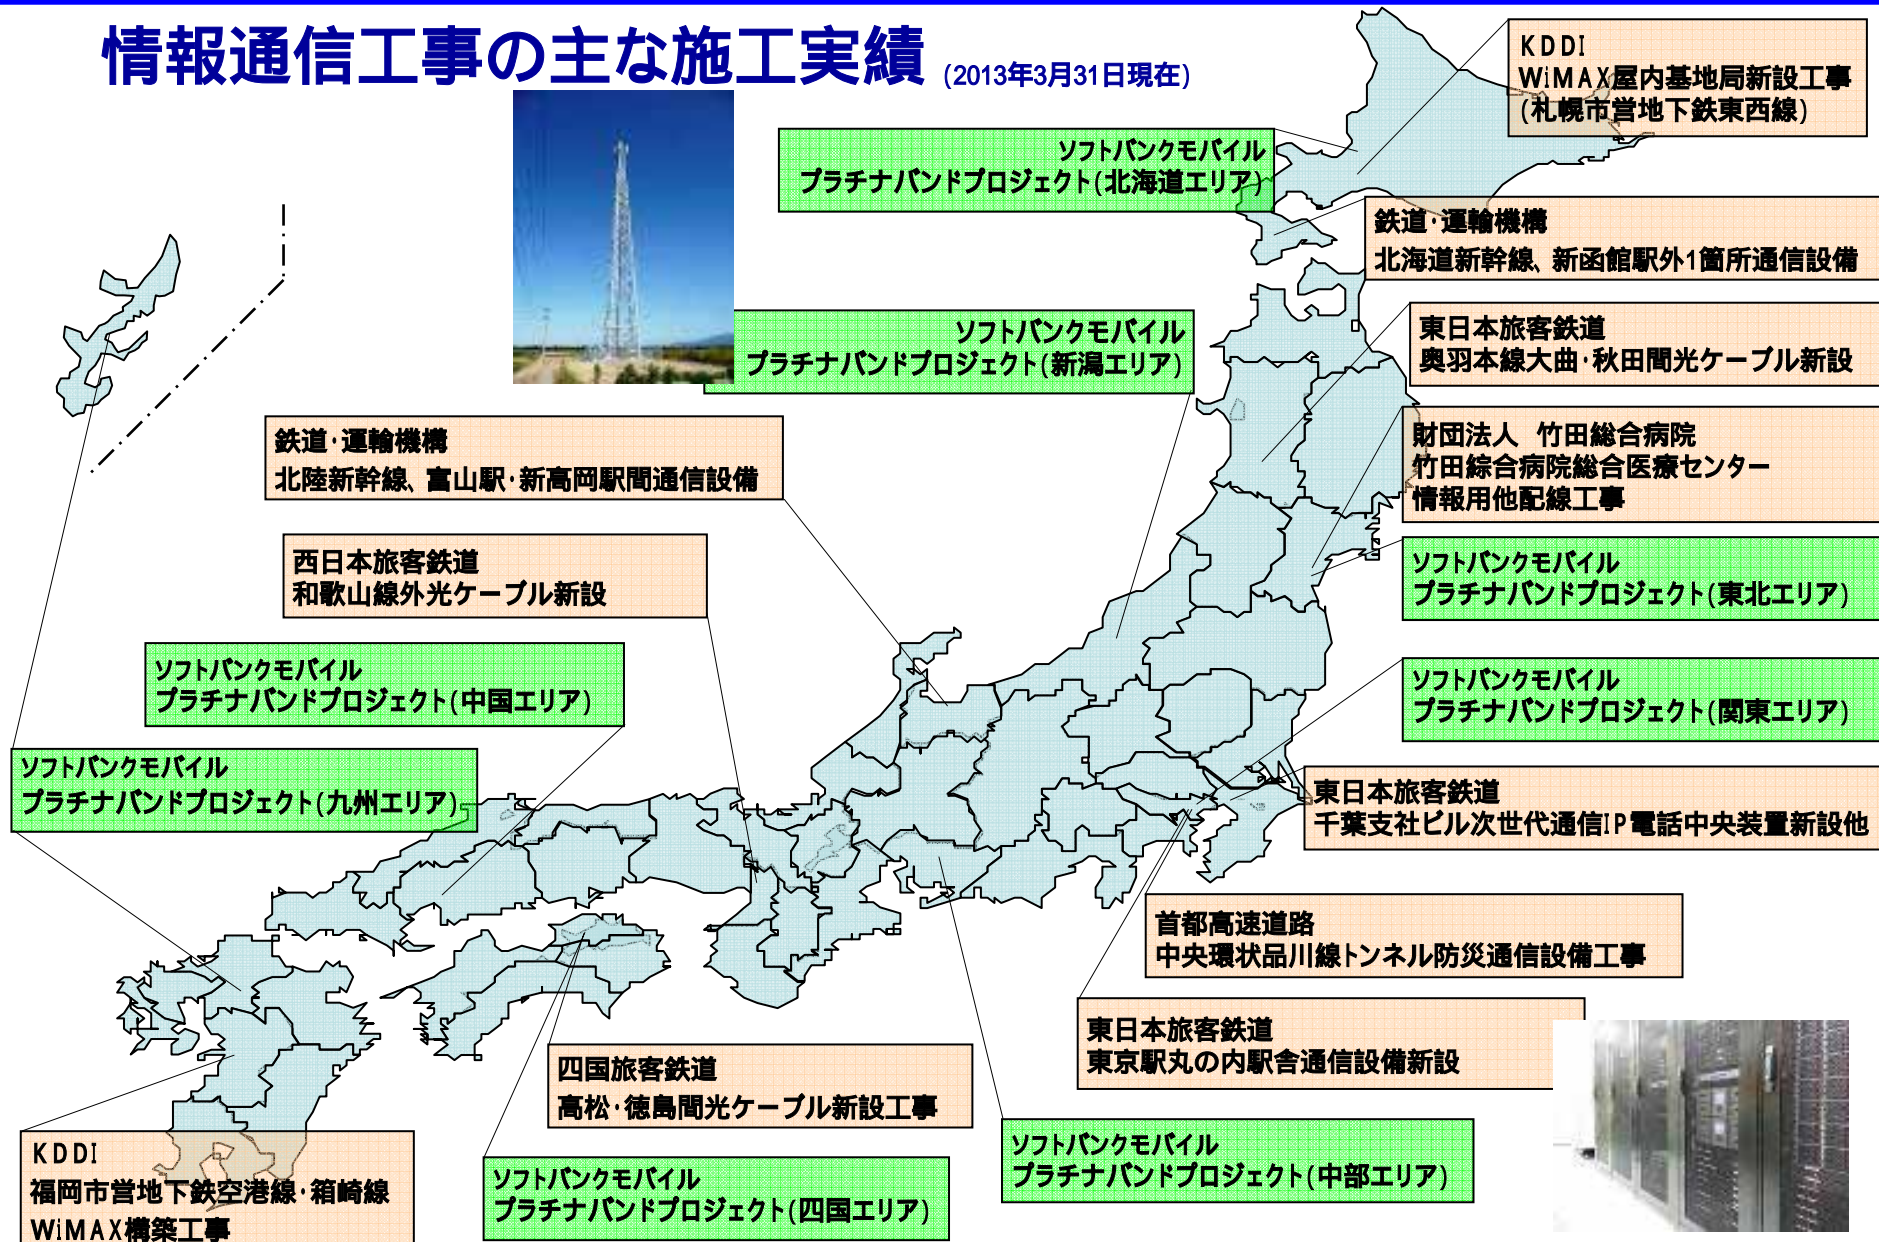 情報通信工事の主な施工実績 (2013年3月31日現在)
KDDI
WiMAX屋内基地局新設工事
(札幌市営地下鉄東西線)
ソフトバンクモバイル
プラチナバンドプロジェクト(北海道エリア)
鉄道・運輸機構
北海道新幹線、新函館駅外1箇所通信設備
ソフトバンクモバイル
プラチナバンドプロジェクト(新潟エリア)
東日本旅客鉄道
奥羽本線大曲・秋田間光ケーブル新設
鉄道・運輸機構
北陸新幹線、富山駅・新高岡駅間通信設備
財団法人 竹田総合病院
竹田綜合病院総合医療センター
情報用他配線工事
西日本旅客鉄道
和歌山線外光ケーブル新設
ソフトバンクモバイル
プラチナバンドプロジェクト(東北エリア)
ソフトバンクモバイル
プラチナバンドプロジェクト(中国エリア)
ソフトバンクモバイル
プラチナバンドプロジェクト(関東エリア)
ソフトバンクモバイル
プラチナバンドプロジェクト(九州エリア)
東日本旅客鉄道
千葉支社ビル次世代通信IP電話中央装置新設他
首都高速道路
中央環状品川線トンネル防災通信設備工事
東日本旅客鉄道
東京駅丸の内駅舎通信設備新設
四国旅客鉄道
高松・徳島間光ケーブル新設工事
ソフトバンクモバイル
プラチナバンドプロジェクト(中部エリア)
KDDI
福岡市営地下鉄空港線・箱崎線
WiMAX構築工事
ソフトバンクモバイル
プラチナバンドプロジェクト(四国エリア)